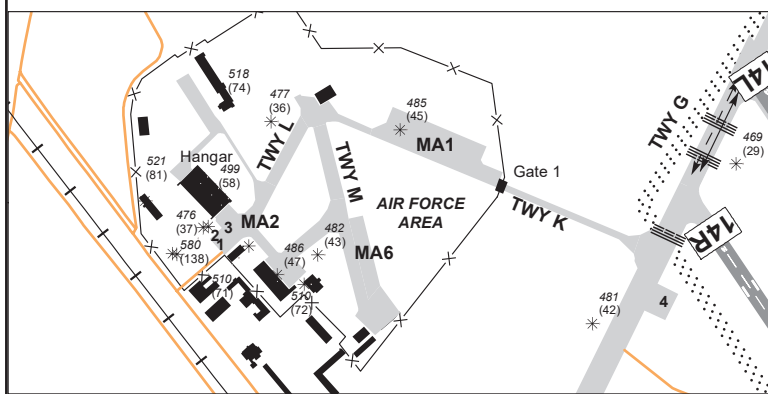 14L
518
(74)
477
(36)
485
(45)
TWY G
469
(29)
TWY L
MA1
521
(81)
Hangar
499
(58)
TWY M
Gate 1
AIR FORCE
AREA
TWY K
476
(37)
2
3
1
MA2
482
(43)
14R
580
(138)
486
(47)
MA6
510
(71)
510
(72)
481
(42)
4